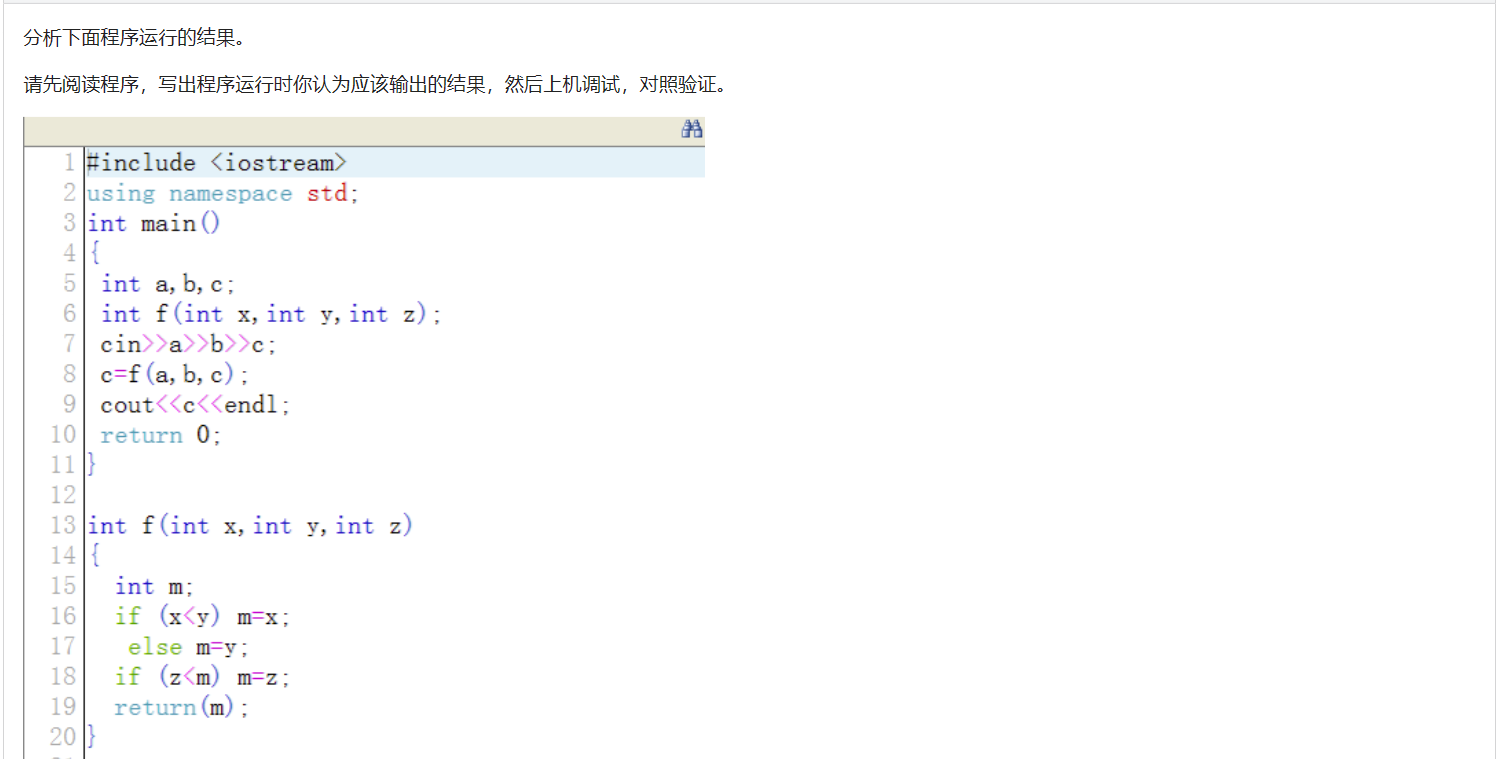 分析下面程序运行的结果。
请先阅读程序，写出程序运行时你认为应该输出的结果，然后上机调试，对照验证。
1 #include <iostream>
2 using namespace std;
3 int main()
4 {
5 int a,b,c;
6 int f(int x,int y,int z);
7 cin>>a>>b>>c;
8 c=f(a,b,c);
9 cout<<c<<endl;
10 return 0;
11 }
12
13 int f(int x,int y,int z)
14 {
15 int m;
16 if (x<y) m=x;
17 else m=y;
18 if (z<m) m=z;
19 return(m);
20 }